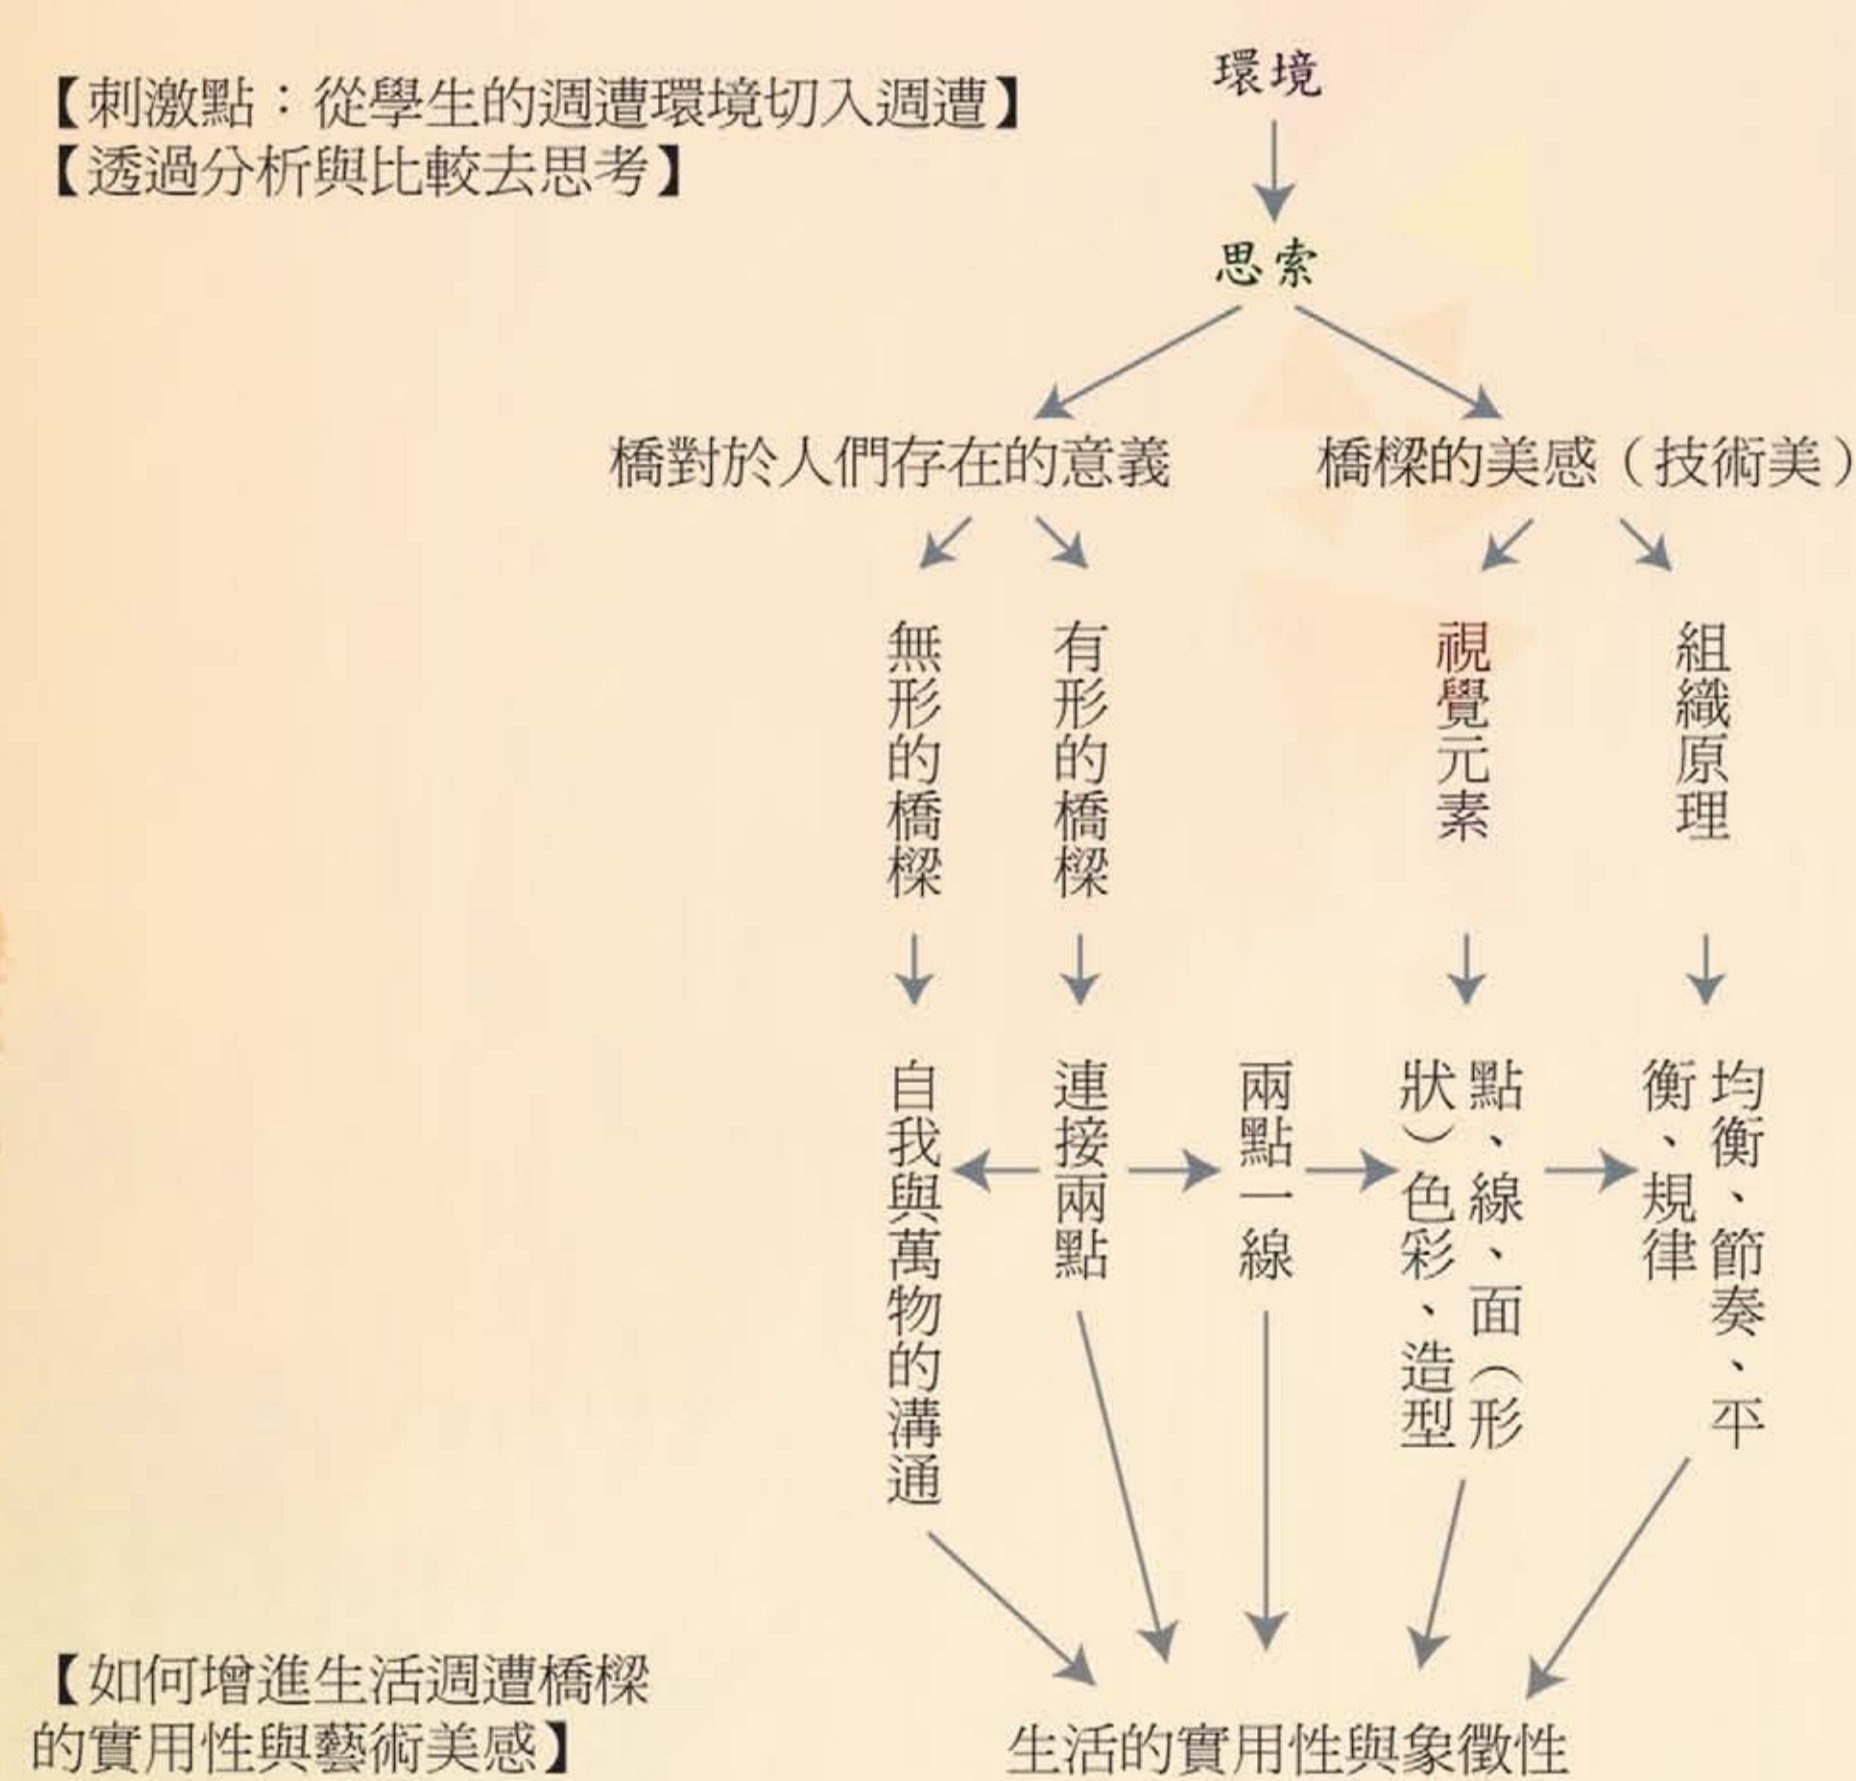 【刺激點：從學生的週遭環境切入週遭】
【透過分析與比較去思考】
環境
思索
橋對於人們存在的意義
橋樑的美感（技術美）
無形的橋樑
有形的橋樑
視覺元素
組織原理
自我與萬物的溝通
連接兩點
兩點一線
點、線、面（形
狀）色彩、造型
均衡、節奏、平
衡、規律
【如何增進生活週遭橋樑
的實用性與藝術美感】
生活的實用性與象徵性